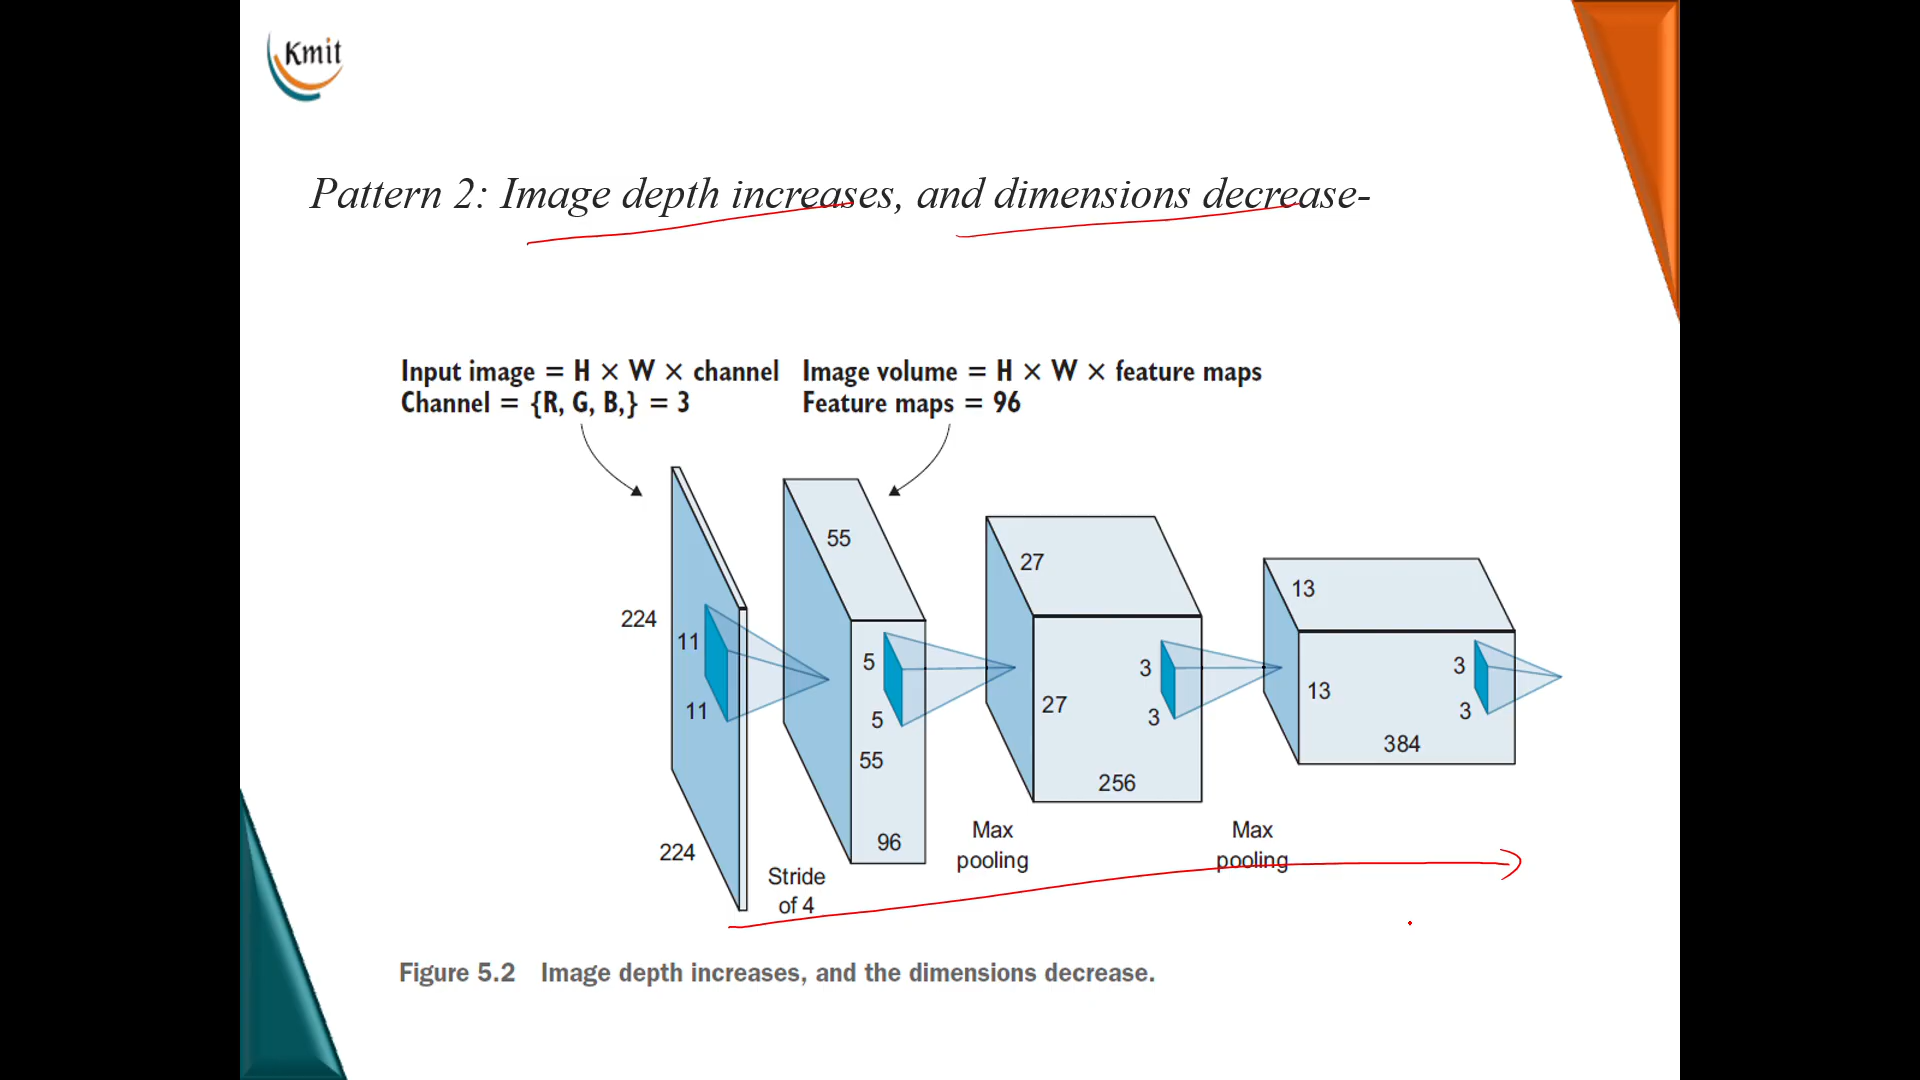 Kmit
Pattern 2: Image depth increases, and dimensions decrease-
Input image = H × W × channel
Channel = {R, G, B,} = 3
Image volume = H × W × feature maps
Feature maps = 96
224
11
11
224
Stride
of 4
55
5
5
55
96
Max
pooling
27
27
256
3
3
Max
pooling
13
13
384
3
3
Figure 5.2 Image depth increases, and the dimensions decrease.